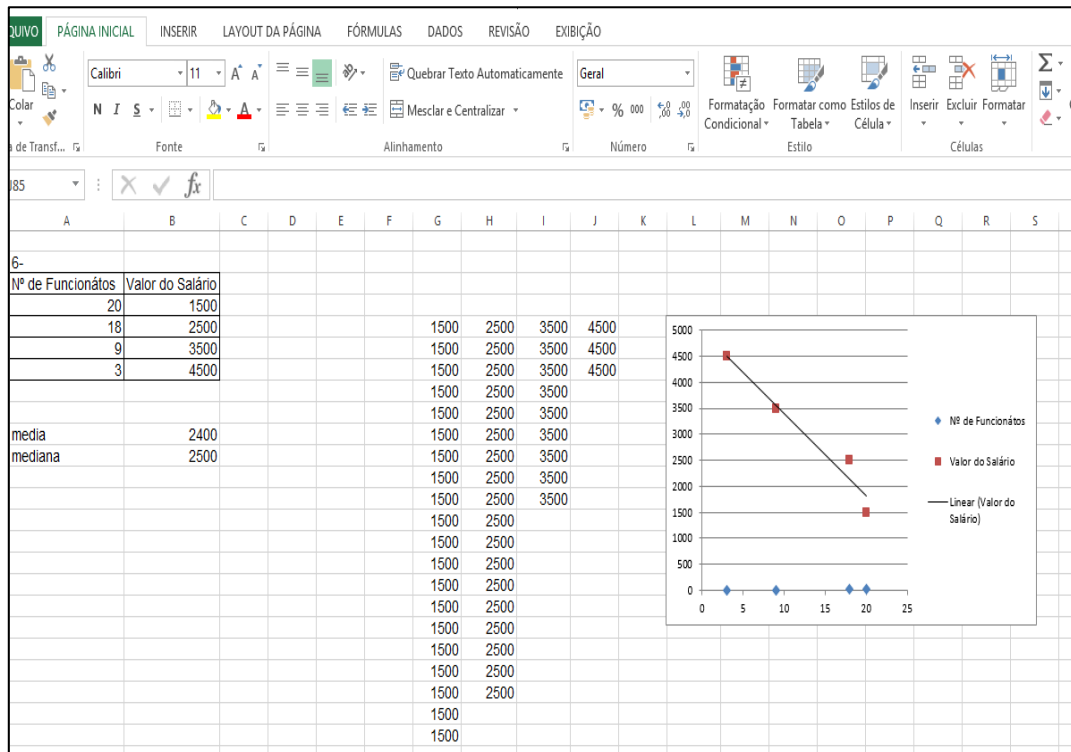 QUIVO PÁGINA INICIAL INSERIR LAYOUT DA PÁGINA FÓRMULAS DADOS REVISÃO EXIBIÇÃO
Calibri 11 A A Quebrar Texto Automaticamente Geral
Colar N I S A Mesclar e Centralizar % 000 ,00 Formatação Condicional Formatar como Tabela Estilos de Célula Inserir Excluir Formatar Σ
a de Transf... Fonte Alinhamento Número Estilo Células
J85 fx
A B C D E F G H I J K L M N O P Q R S
6-
Nº de Funcionátos Valor do Salário
20 1500
18 2500 1500 2500 3500 4500
9 3500 1500 2500 3500 4500
3 4500 1500 2500 3500 4500
1500 2500 3500
1500 2500 3500
media 2400 1500 2500 3500
mediana 2500 1500 2500 3500
1500 2500 3500
1500 2500 3500
1500 2500
1500 2500
1500 2500
1500 2500
1500 2500
1500 2500
1500 2500
1500 2500
1500 2500
1500
1500
5000
4500
4000
3500
3000
2500
2000
1500
1000
500
0
0 5 10 15 20 25
Nº de Funcionátos
Valor do Salário
Linear (Valor do
Salário)